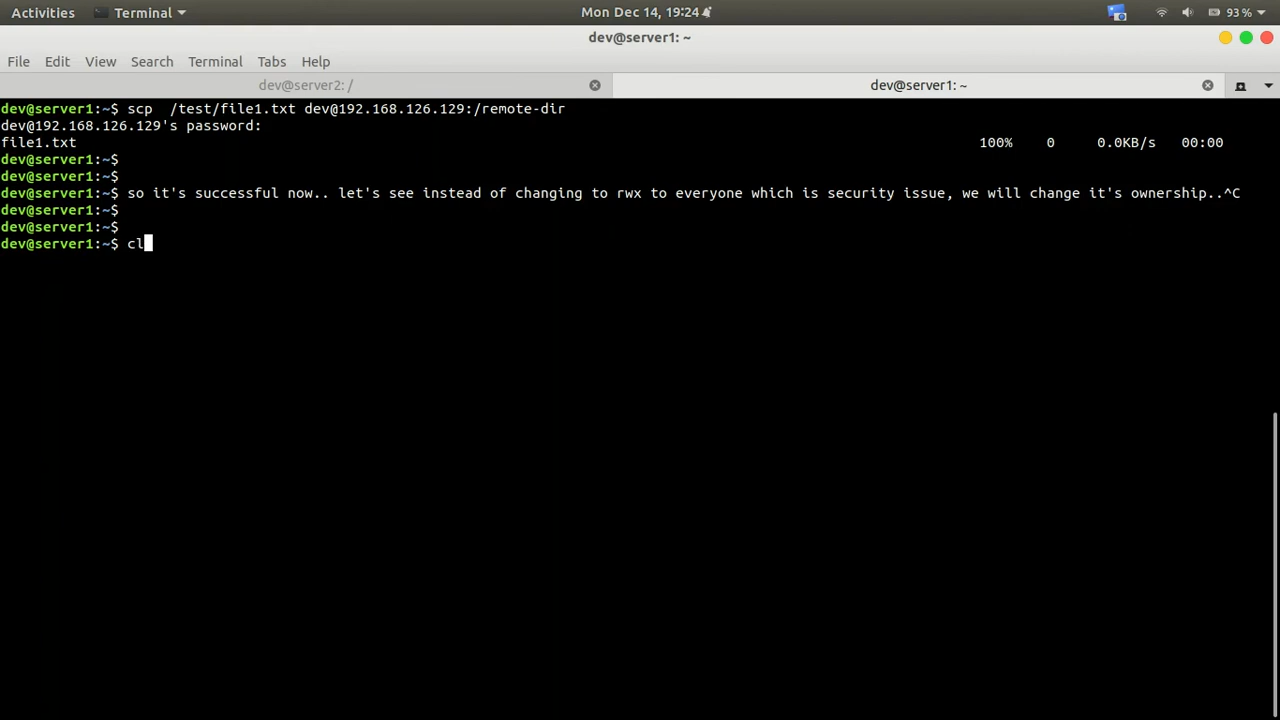 Activities Terminal Mon Dec 14, 19:24 93 %
dev@server1: ~
File Edit View Search Terminal Tabs Help
dev@server2: / dev@server1: ~
dev@server1:~$ scp  /test/file1.txt dev@192.168.126.129:/remote-dir
dev@192.168.126.129's password:
file1.txt 100% 0 0.0KB/s 00:00
dev@server1:~$
dev@server1:~$
dev@server1:~$ so it's successful now.. let's see instead of changing to rwx to everyone which is security issue, we will change it's ownership..^C
dev@server1:~$
dev@server1:~$
dev@server1:~$ cl